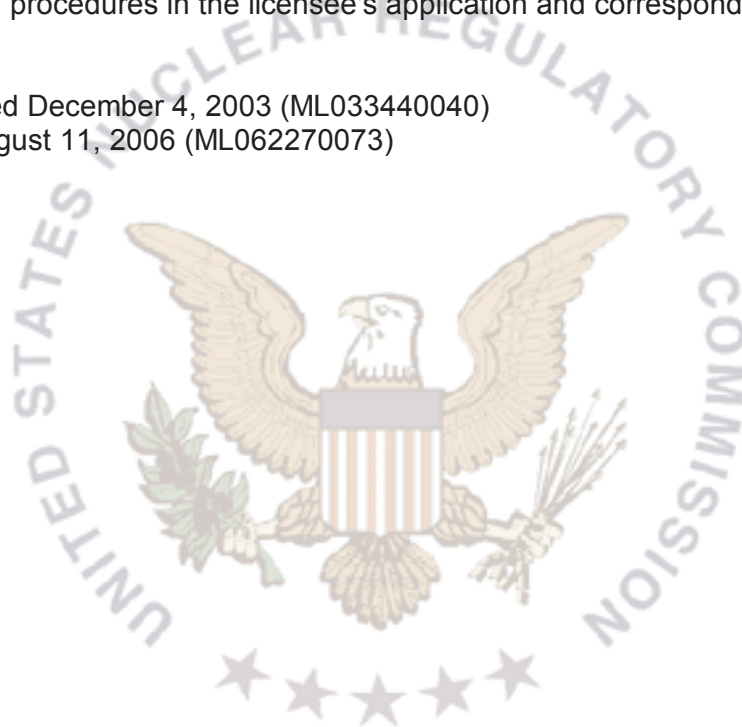 procedures in the licensee's application and correspond
ed December 4, 2003 (ML033440040)
gust 11, 2006 (ML062270073)
UNITED STATES NUCLEAR REGULATORY COMMISSION